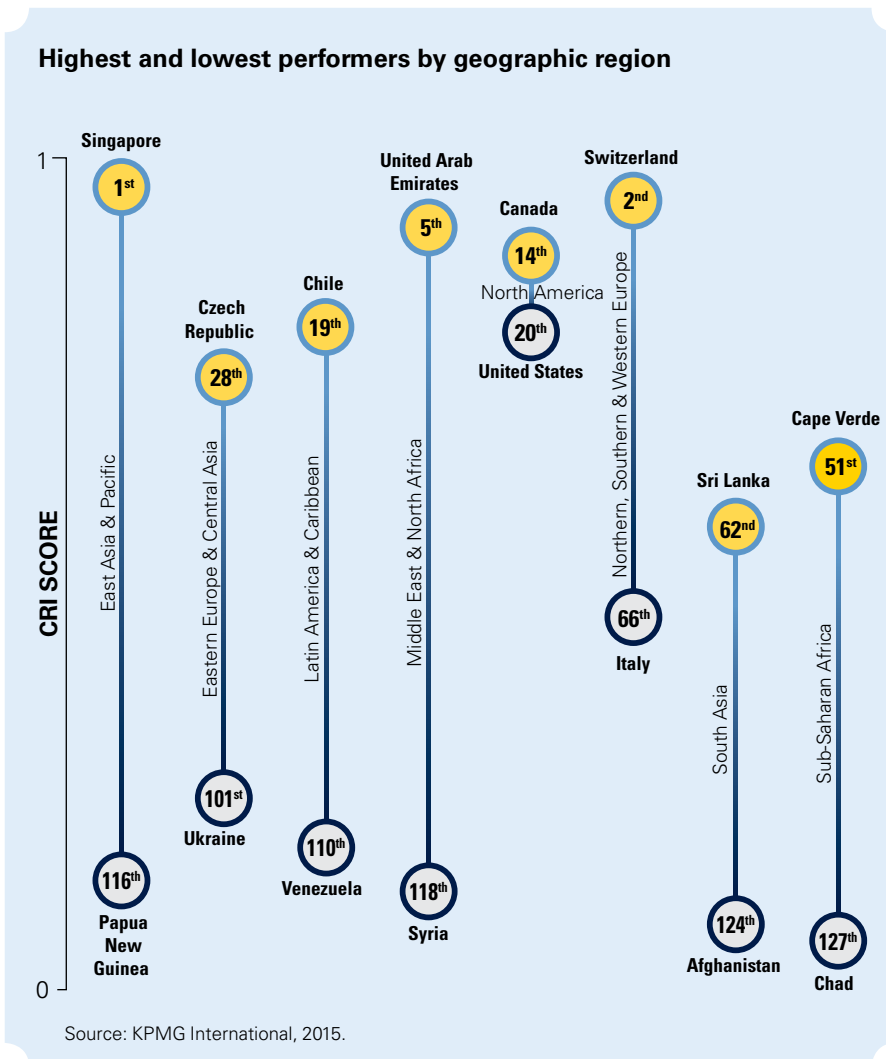 Highest and lowest performers by geographic region
CRI SCORE
1
0
Singapore
1st
East Asia & Pacific
116th
Papua
New
Guinea
Czech
Republic
28th
Eastern Europe & Central Asia
101st
Ukraine
Chile
19th
Latin America & Caribbean
110th
Venezuela
United Arab
Emirates
5th
Middle East & North Africa
118th
Syria
Canada
14th
North America
20th
United States
Switzerland
2nd
Northern, Southern & Western Europe
66th
Italy
Sri Lanka
62nd
South Asia
124th
Afghanistan
Cape Verde
51st
Sub-Saharan Africa
127th
Chad
Source: KPMG International, 2015.